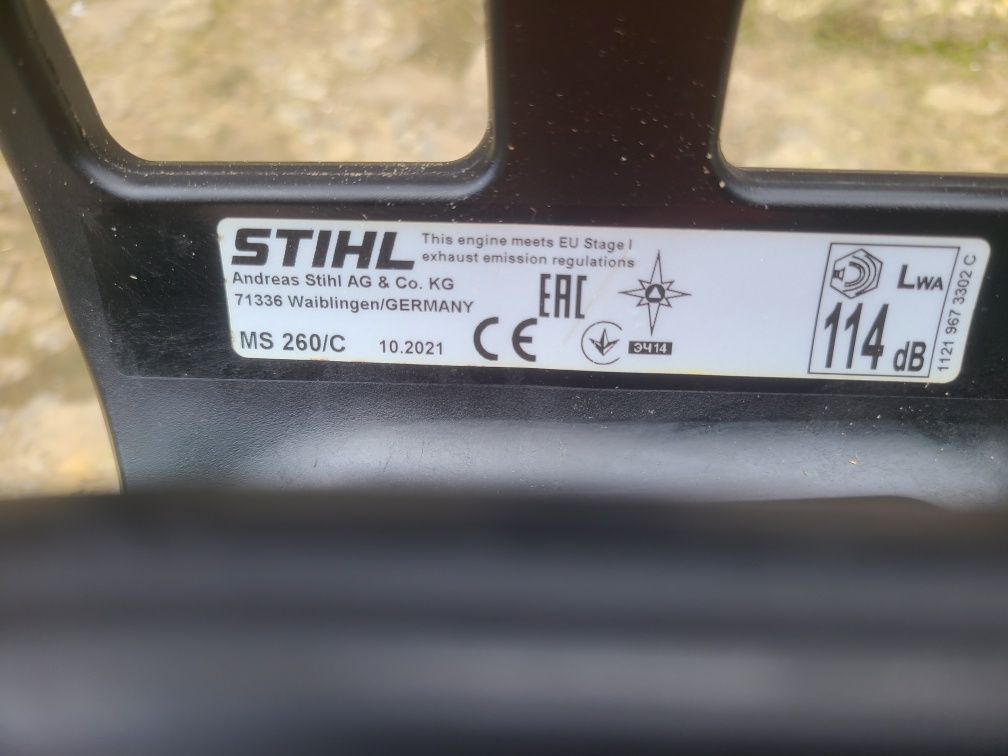 STIHL
This engine meets EU Stage I
exhaust emission regulations
Andreas Stihl AG & Co. KG
71336 Waiblingen/GERMANY
MS 260/C 10.2021
CE
EAC
ЭЧ14
LWA
114 dB
1121 967 3302 C